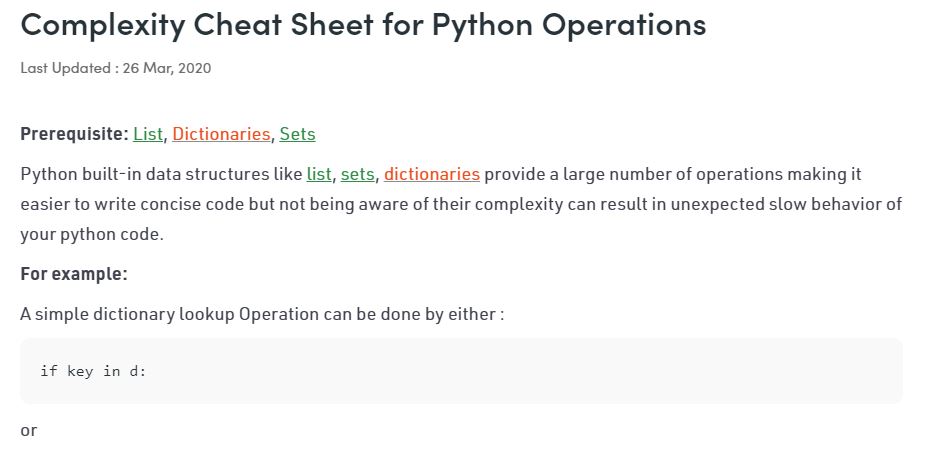 Complexity Cheat Sheet for Python Operations
Last Updated : 26 Mar, 2020
Prerequisite: List, Dictionaries, Sets
Python built-in data structures like list, sets, dictionaries provide a large number of operations making it
easier to write concise code but not being aware of their complexity can result in unexpected slow behavior of
your python code.
For example:
A simple dictionary lookup Operation can be done by either :
if key in d:
or